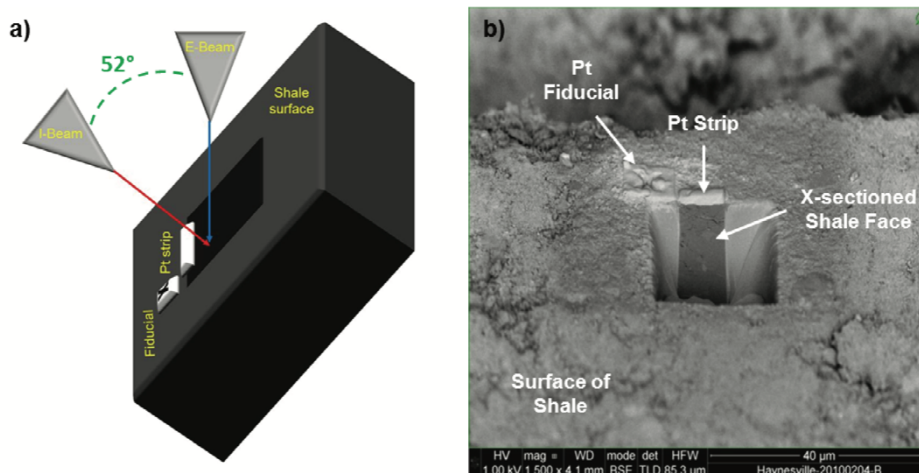 a)
52°
E-Beam
I-Beam
Shale
surface
Pt strip
Fiducial
b)
Pt
Fiducial
Pt Strip
X-sectioned
Shale Face
Surface of
Shale
HV mag ¤ WD mode det HFW
40 µm
1.00 kV 1 500 x 4.1 mm BSE TLD 85.3 µm
Haynesville-20100204-B